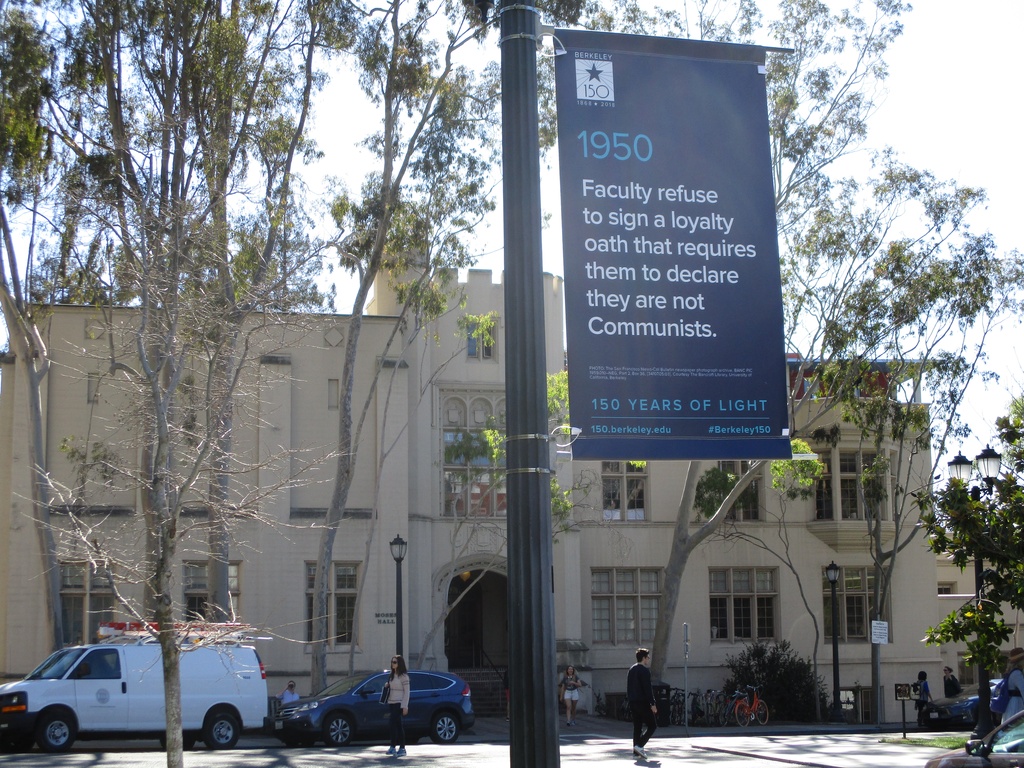 BERKELEY
150
1868 ★ 2018
1950
Faculty refuse
to sign a loyalty
oath that requires
them to declare
they are not
Communists.
150 YEARS OF LIGHT
150.berkeley.edu #Berkeley150
HALL